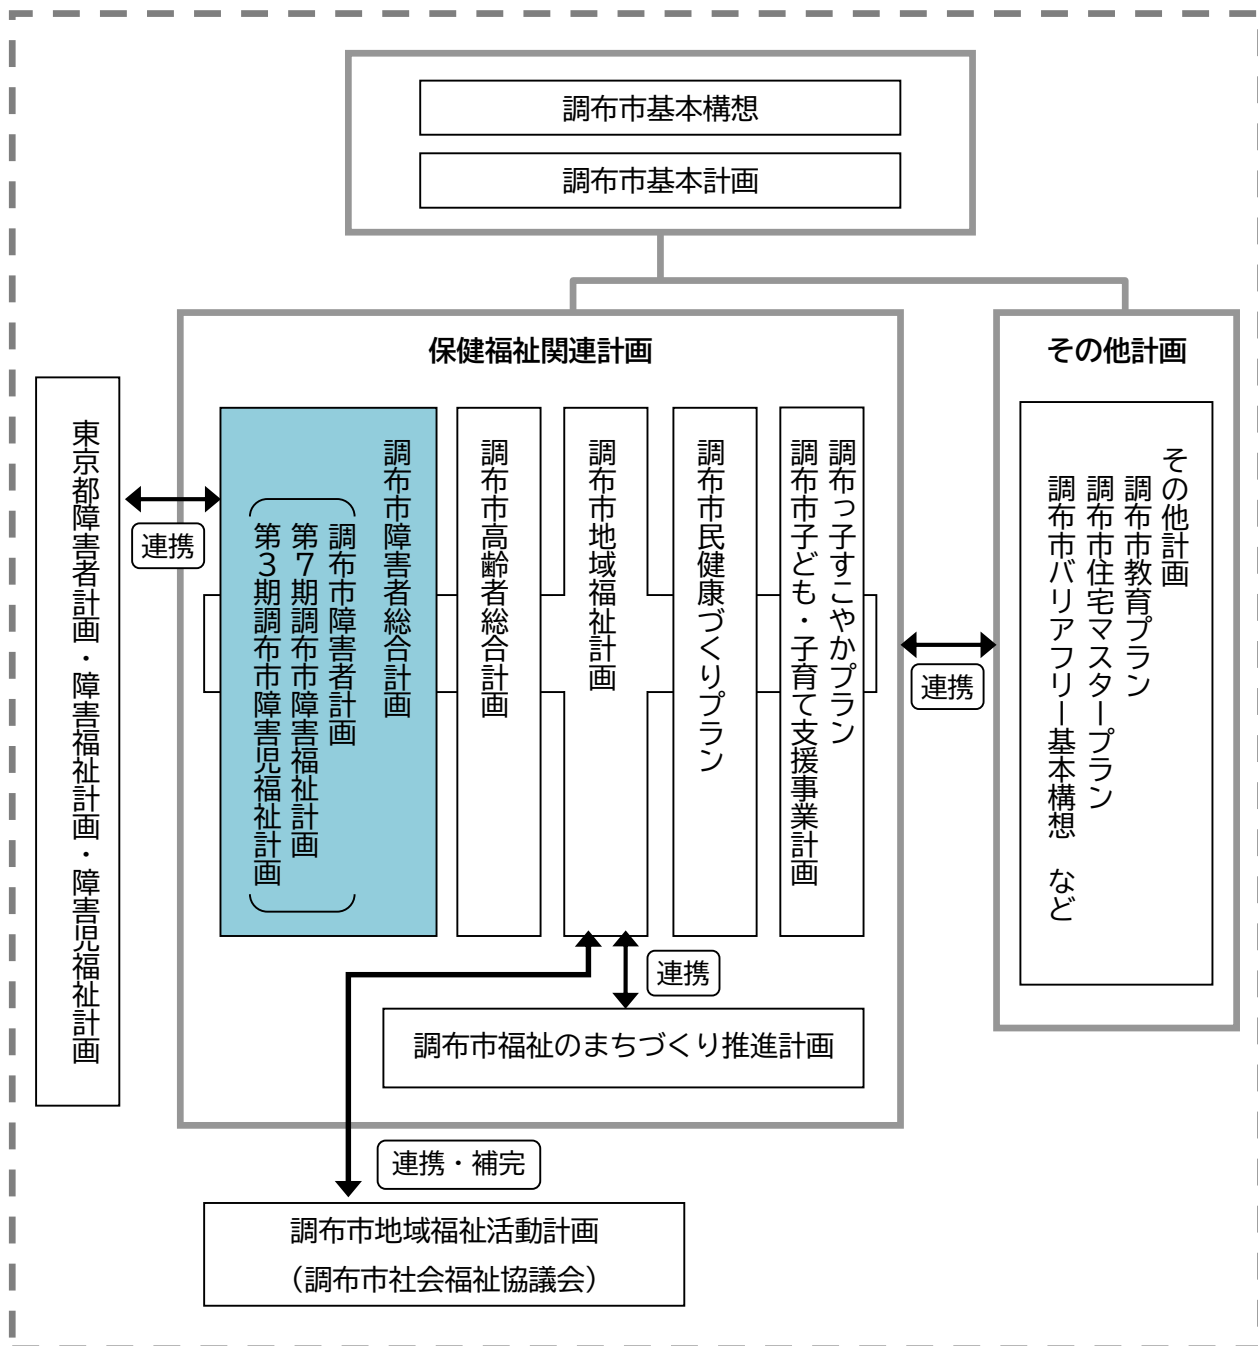 調布市基本構想
調布市基本計画
保健福祉関連計画
その他計画
東京都障害者計画・障害福祉計画・障害児福祉計画
連携
調布市障害者総合計画
調布市障害者計画
第７期調布市障害福祉計画
第３期調布市障害児福祉計画
調布市高齢者総合計画
調布市地域福祉計画
調布市民健康づくりプラン
調布っ子すこやかプラン
調布市子ども・子育て支援事業計画
連携
その他計画
調布市教育プラン
調布市住宅マスタープラン
調布市バリアフリー基本構想　など
連携
調布市福祉のまちづくり推進計画
連携・補完
調布市地域福祉活動計画
（調布市社会福祉協議会）